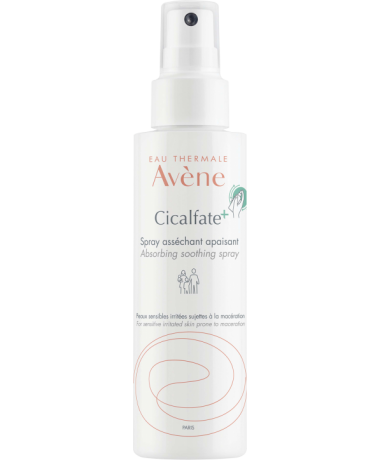 EAU THERMALE
Avène
Cicalfate+
Spray asséchant apaisant
Absorbing soothing spray
Peaux sensibles irritées sujettes à la macération
For sensitive irritated skin prone to maceration
PARIS